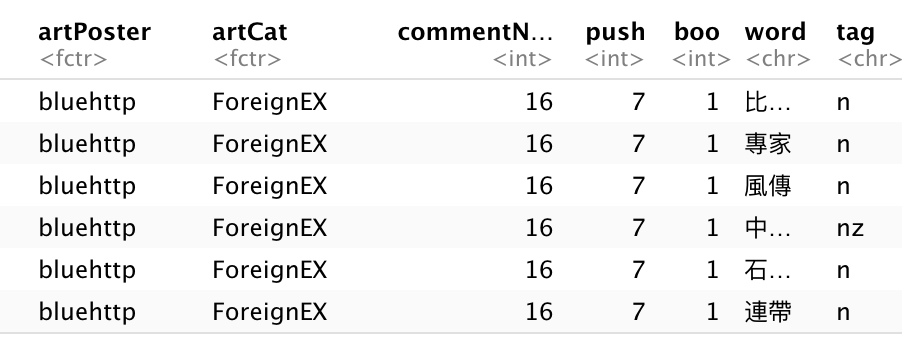 artPoster artCat commentN... push boo word tag
<fctr> <fctr> <int> <int> <int> <chr> <chr>
bluehttp ForeignEX 16 7 1 比... n
bluehttp ForeignEX 16 7 1 專家 n
bluehttp ForeignEX 16 7 1 風傳 n
bluehttp ForeignEX 16 7 1 中... nz
bluehttp ForeignEX 16 7 1 石... n
bluehttp ForeignEX 16 7 1 連帶 n